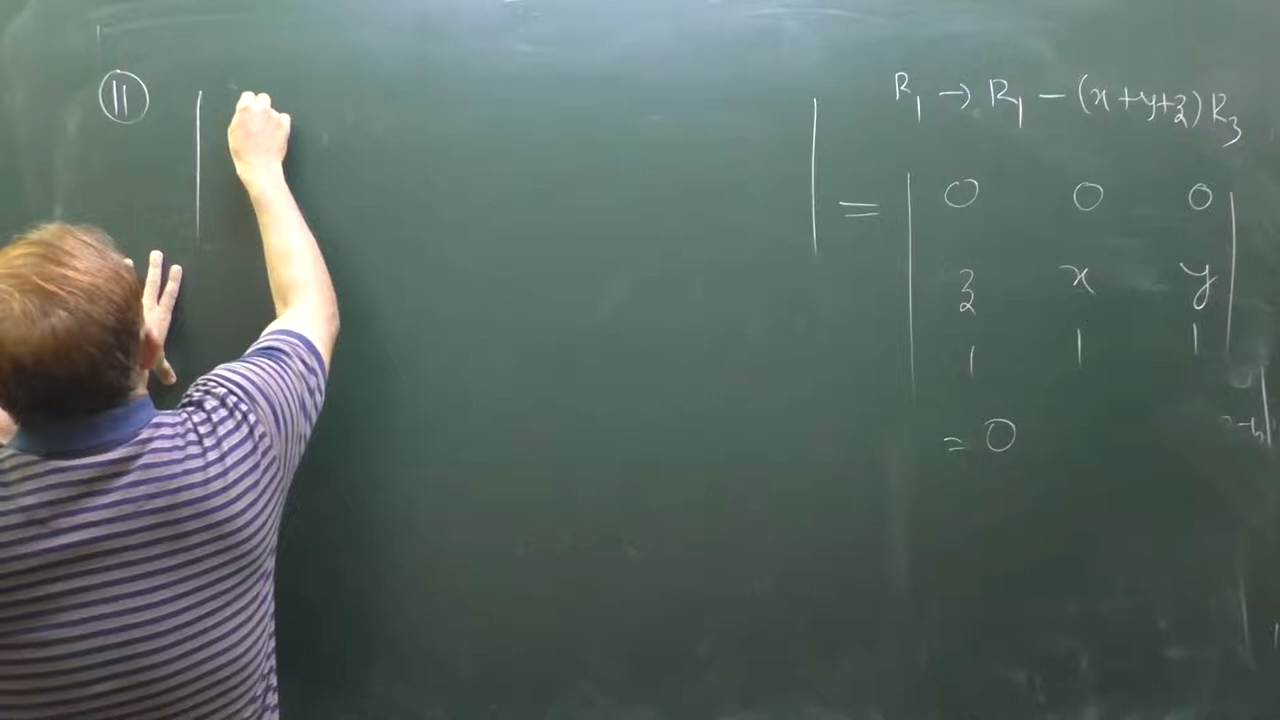 11
R₁ → R₁ − (x+y+z) R₃
| | = | 0 0 0 |
z x y
1 1 1
= 0